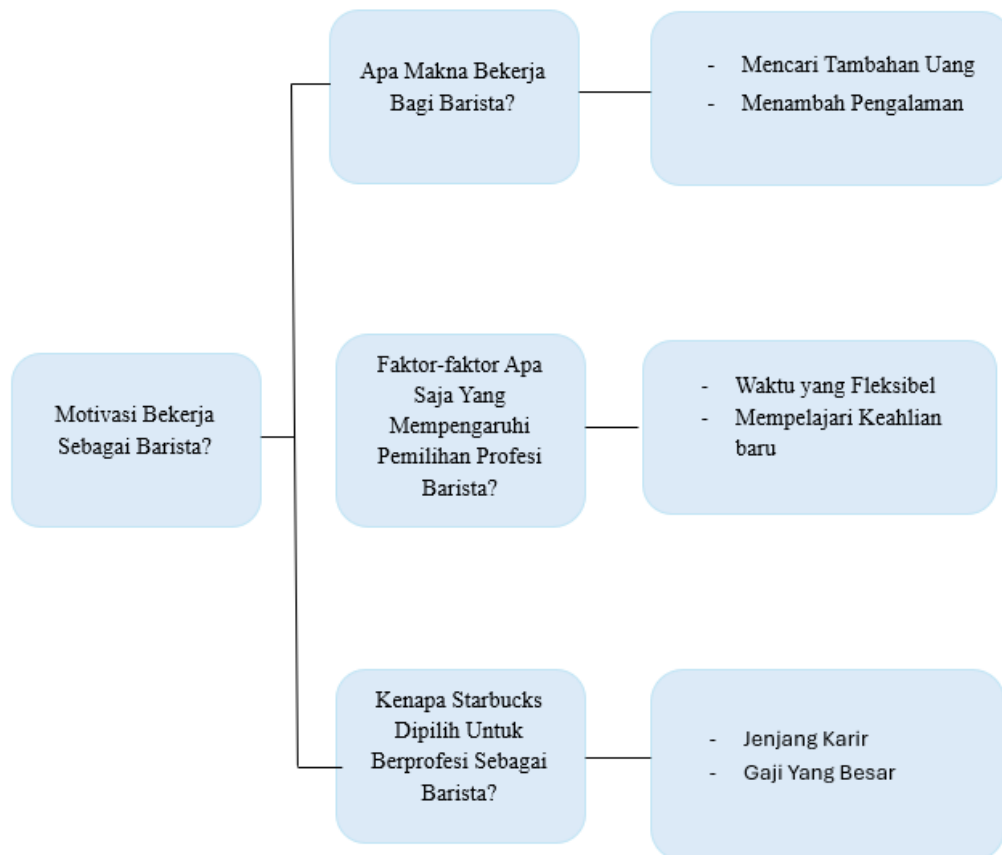 Apa Makna Bekerja
Bagi Barista?
- Mencari Tambahan Uang
- Menambah Pengalaman
Motivasi Bekerja
Sebagai Barista?
Faktor-faktor Apa
Saja Yang
Mempengaruhi
Pemilihan Profesi
Barista?
- Waktu yang Fleksibel
- Mempelajari Keahlian
baru
Kenapa Starbucks
Dipilih Untuk
Berprofesi Sebagai
Barista?
- Jenjang Karir
- Gaji Yang Besar